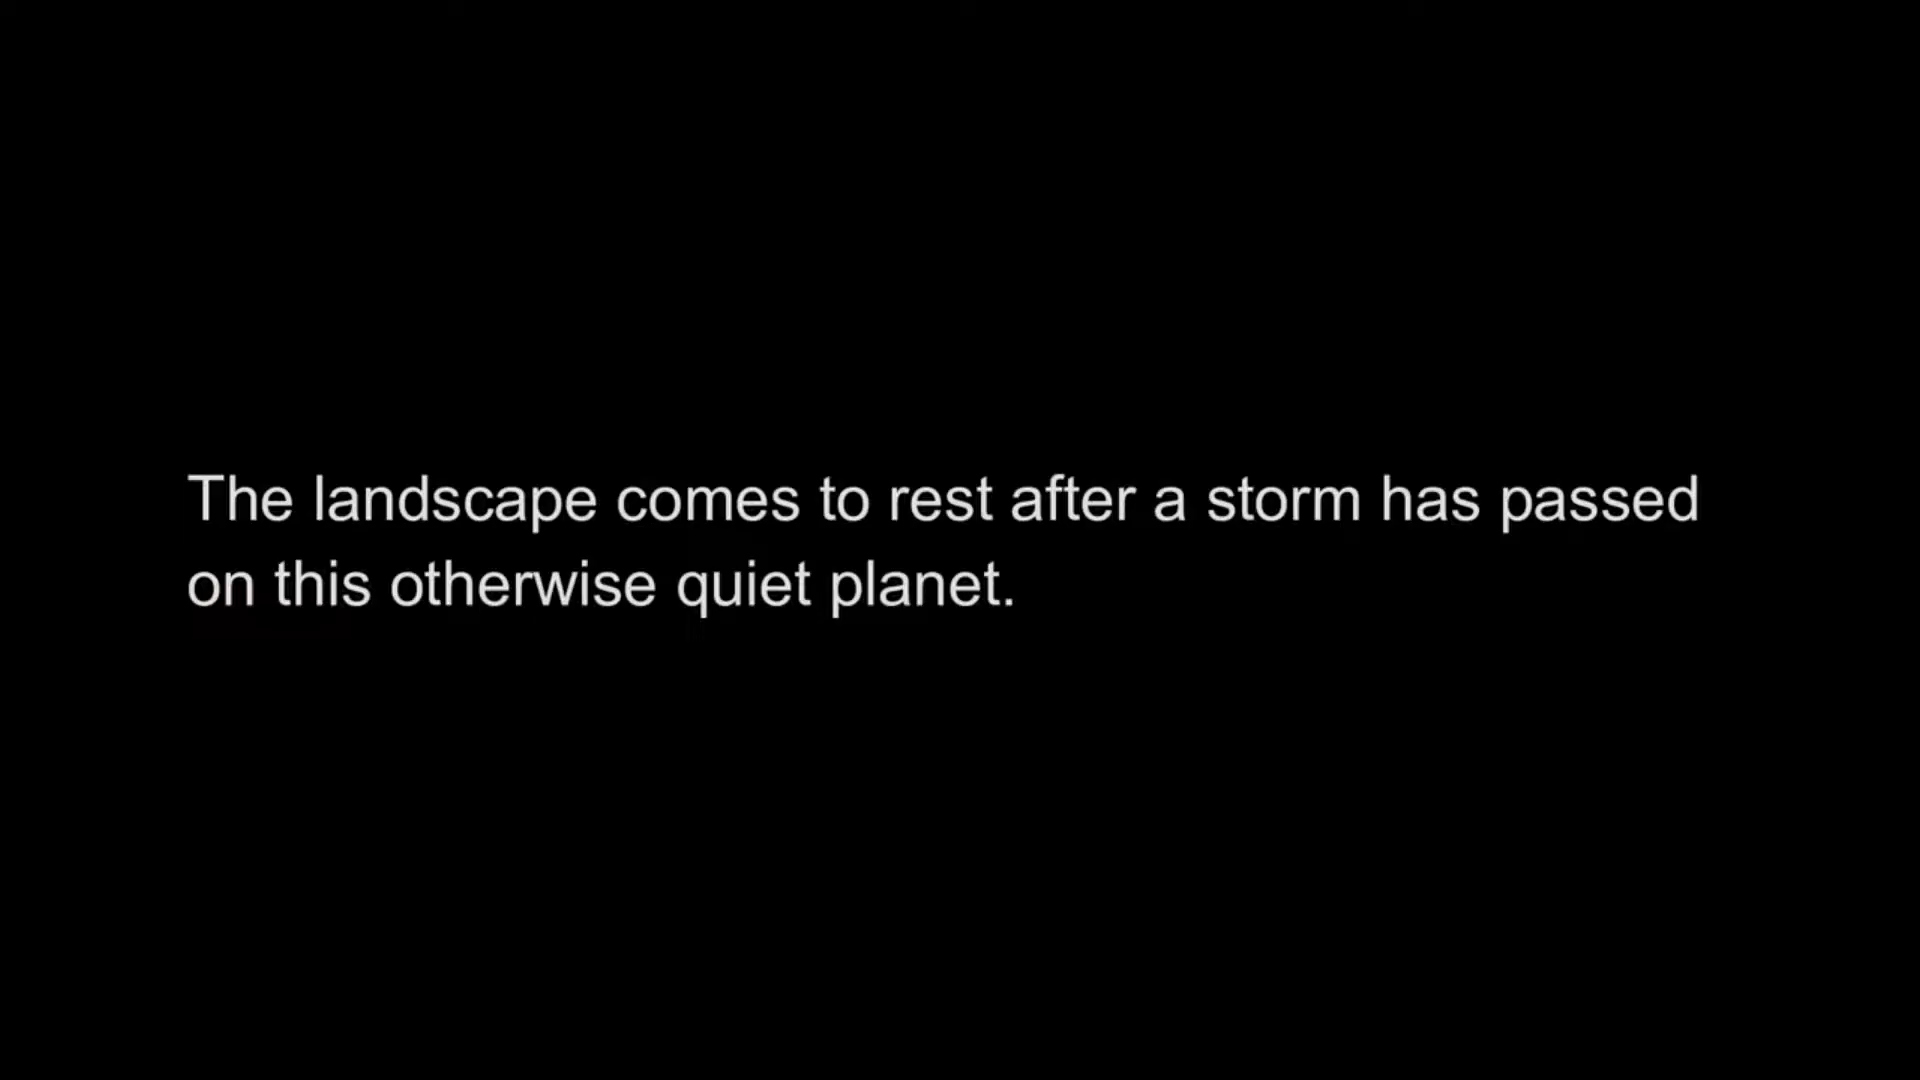 The landscape comes to rest after a storm has passed
on this otherwise quiet planet.